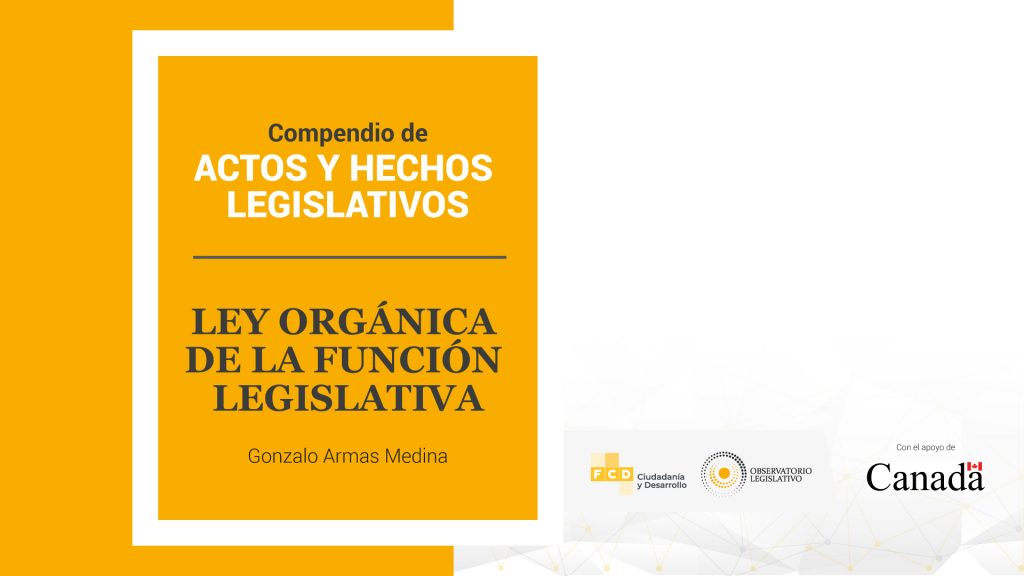 Compendio de
ACTOS Y HECHOS
LEGISLATIVOS
LEY ORGÁNICA
DE LA FUNCIÓN
LEGISLATIVA
Gonzalo Armas Medina
FCD
Ciudadanía
y Desarrollo
OBSERVATORIO
LEGISLATIVO
Con el apoyo de
Canada